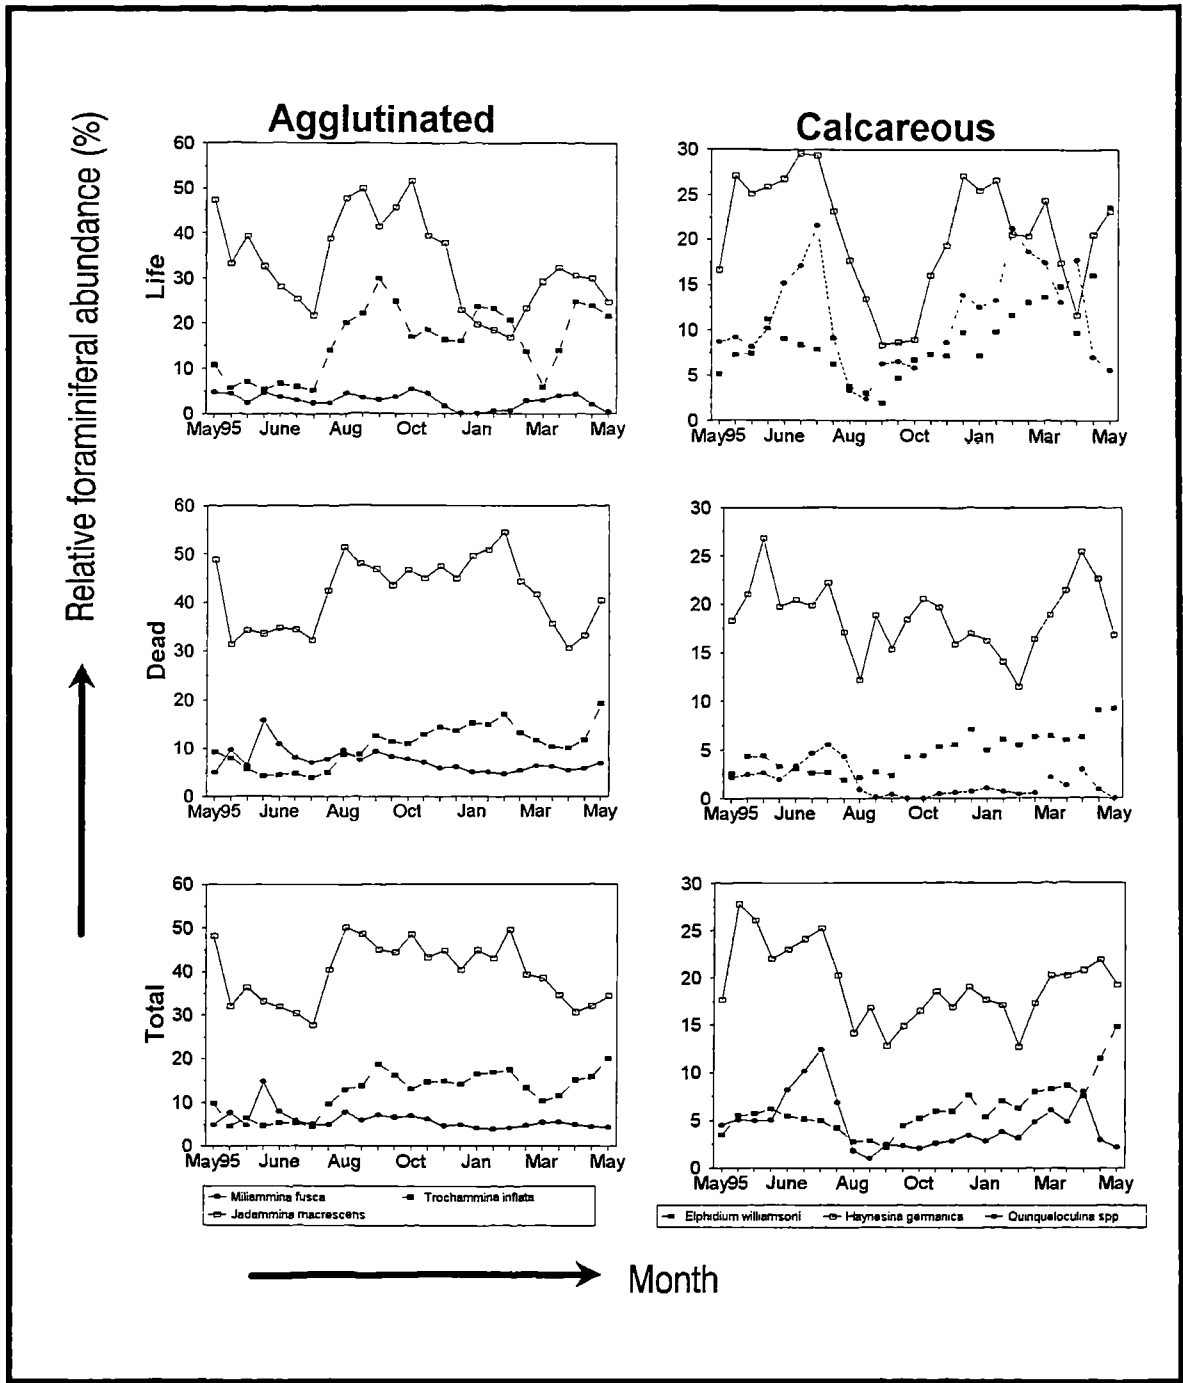 Relative foraminiferal abundance (%)
Agglutinated
Calcareous
Life
60
50
40
30
20
10
0
May95 June Aug Oct Jan Mar May
30
25
20
15
10
5
0
May95 June Aug Oct Jan Mar May
Dead
60
50
40
30
20
10
0
May95 June Aug Oct Jan Mar May
30
25
20
15
10
5
0
May95 June Aug Oct Jan Mar May
Total
60
50
40
30
20
10
0
May95 June Aug Oct Jan Mar May
30
25
20
15
10
5
0
May95 June Aug Oct Jan Mar May
Miliammina fusca Trochammina inflata
Jadammina macrescens
Elphidium williamsoni Haynesina germanica Quinqueloculina spp
Month